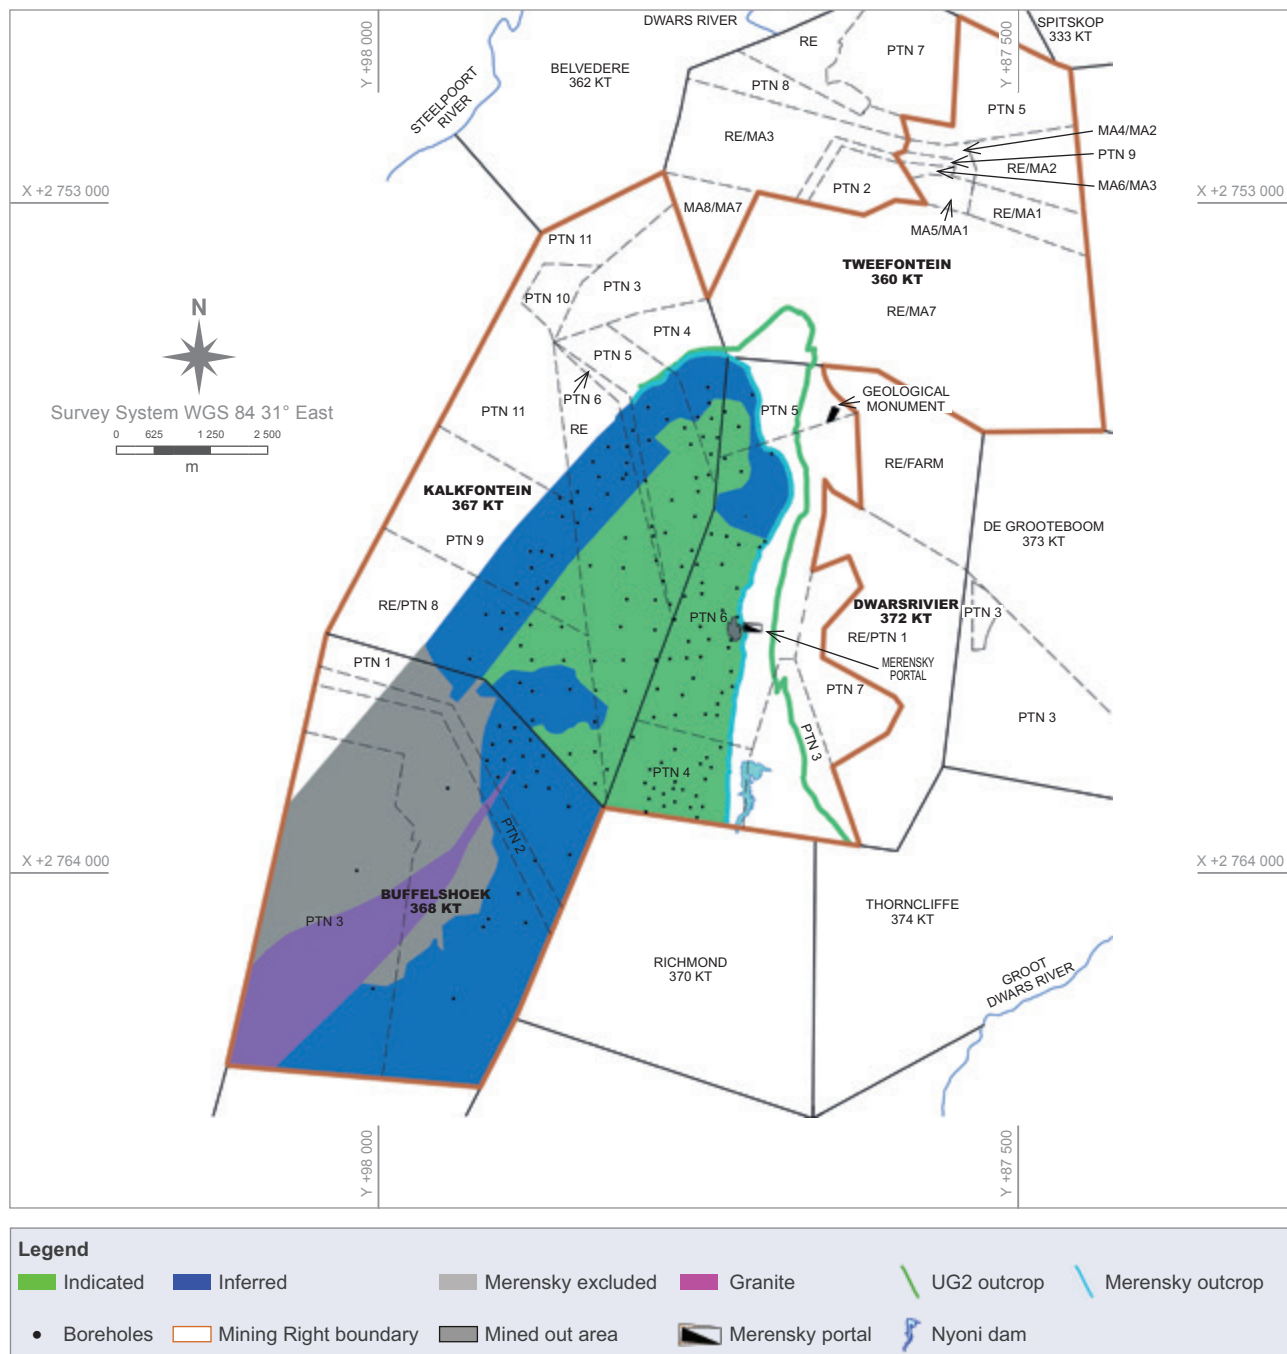 DWARS RIVER
SPITSKOP
333 KT
Y +98 000
Y +87 500
RE
PTN 7
BELVEDERE
362 KT
STEELPOORT
RIVER
PTN 8
PTN 5
MA4/MA2
RE/MA3
PTN 9
RE/MA2
MA6/MA3
X +2 753 000
X +2 753 000
PTN 2
MA8/MA7
RE/MA1
MA5/MA1
PTN 11
TWEEFONTEIN
360 KT
PTN 3
PTN 10
RE/MA7
N
PTN 4
PTN 5
GEOLOGICAL
MONUMENT
PTN 6
PTN 5
PTN 11
RE
Survey System WGS 84 31° East
0 625 1 250 2 500
m
RE/FARM
KALKFONTEIN
367 KT
DE GROOTEBOOM
373 KT
PTN 9
RE/PTN 8
DWARSRIVIER
372 KT
PTN 3
PTN 6
RE/PTN 1
MERENSKY
PORTAL
PTN 1
PTN 7
PTN 3
PTN 3
PTN 4
PTN 2
X +2 764 000
X +2 764 000
BUFFELSHOEK
368 KT
PTN 3
THORNCLIFFE
374 KT
RICHMOND
370 KT
GROOT
DWARS RIVER
Y +98 000
Y +87 500
Legend
Indicated
Inferred
Merensky excluded
Granite
UG2 outcrop
Merensky outcrop
Boreholes
Mining Right boundary
Mined out area
Merensky portal
Nyoni dam